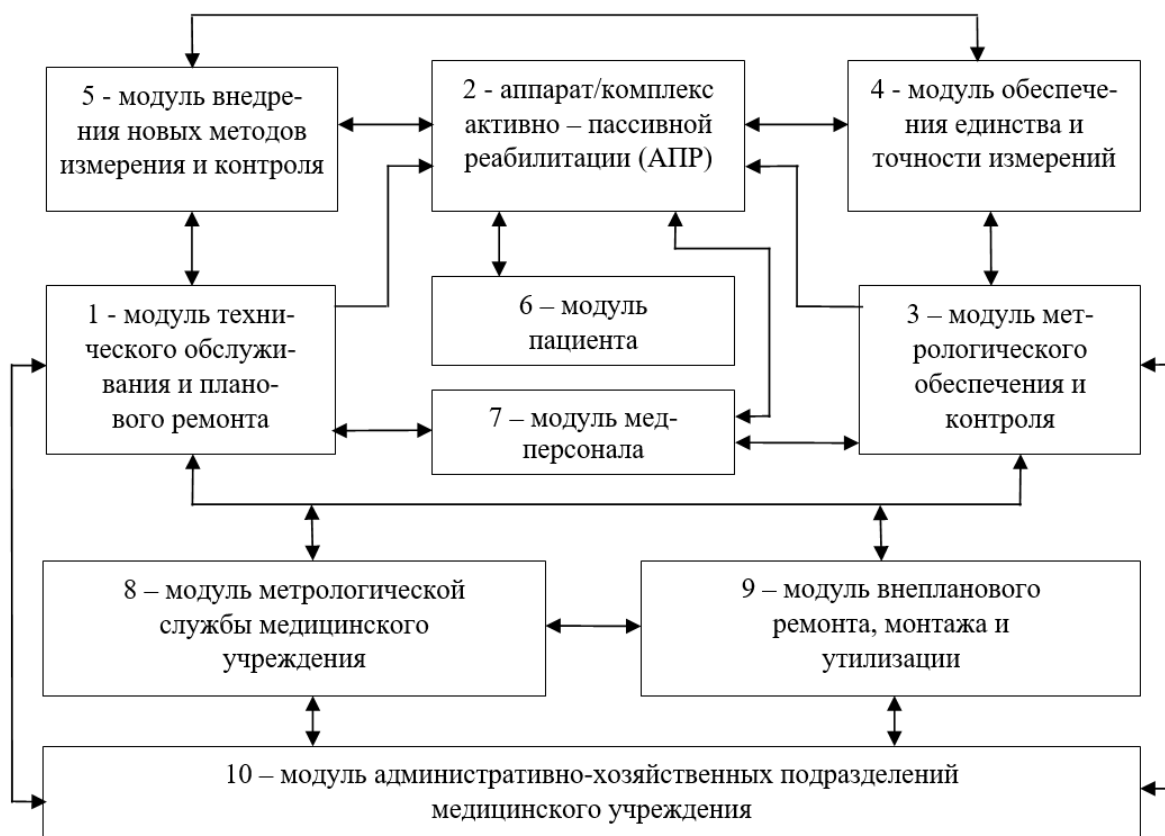 5 - модуль внедре-
ния новых методов
измерения и контроля
2 - аппарат/комплекс
активно – пассивной
реабилитации (АПР)
4 - модуль обеспече-
ния единства и
точности измерений
1 - модуль техни-
ческого обслужи-
вания и плано-
вого ремонта
6 – модуль
пациента
3 – модуль мет-
рологического
обеспечения и
контроля
7 – модуль мед-
персонала
8 – модуль метрологической
службы медицинского
учреждения
9 – модуль внепланового
ремонта, монтажа и
утилизации
10 – модуль административно-хозяйственных подразделений
медицинского учреждения